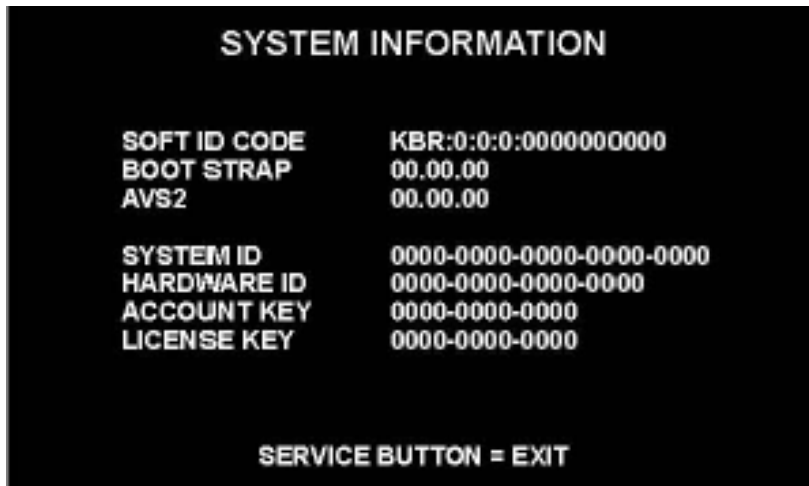 SYSTEM INFORMATION
SOFT ID CODE KBR:0:0:0:0000000000
BOOT STRAP 00.00.00
AVS2 00.00.00
SYSTEM ID 0000-0000-0000-0000-0000
HARDWARE ID 0000-0000-0000-0000
ACCOUNT KEY 0000-0000-0000
LICENSE KEY 0000-0000-0000
SERVICE BUTTON = EXIT